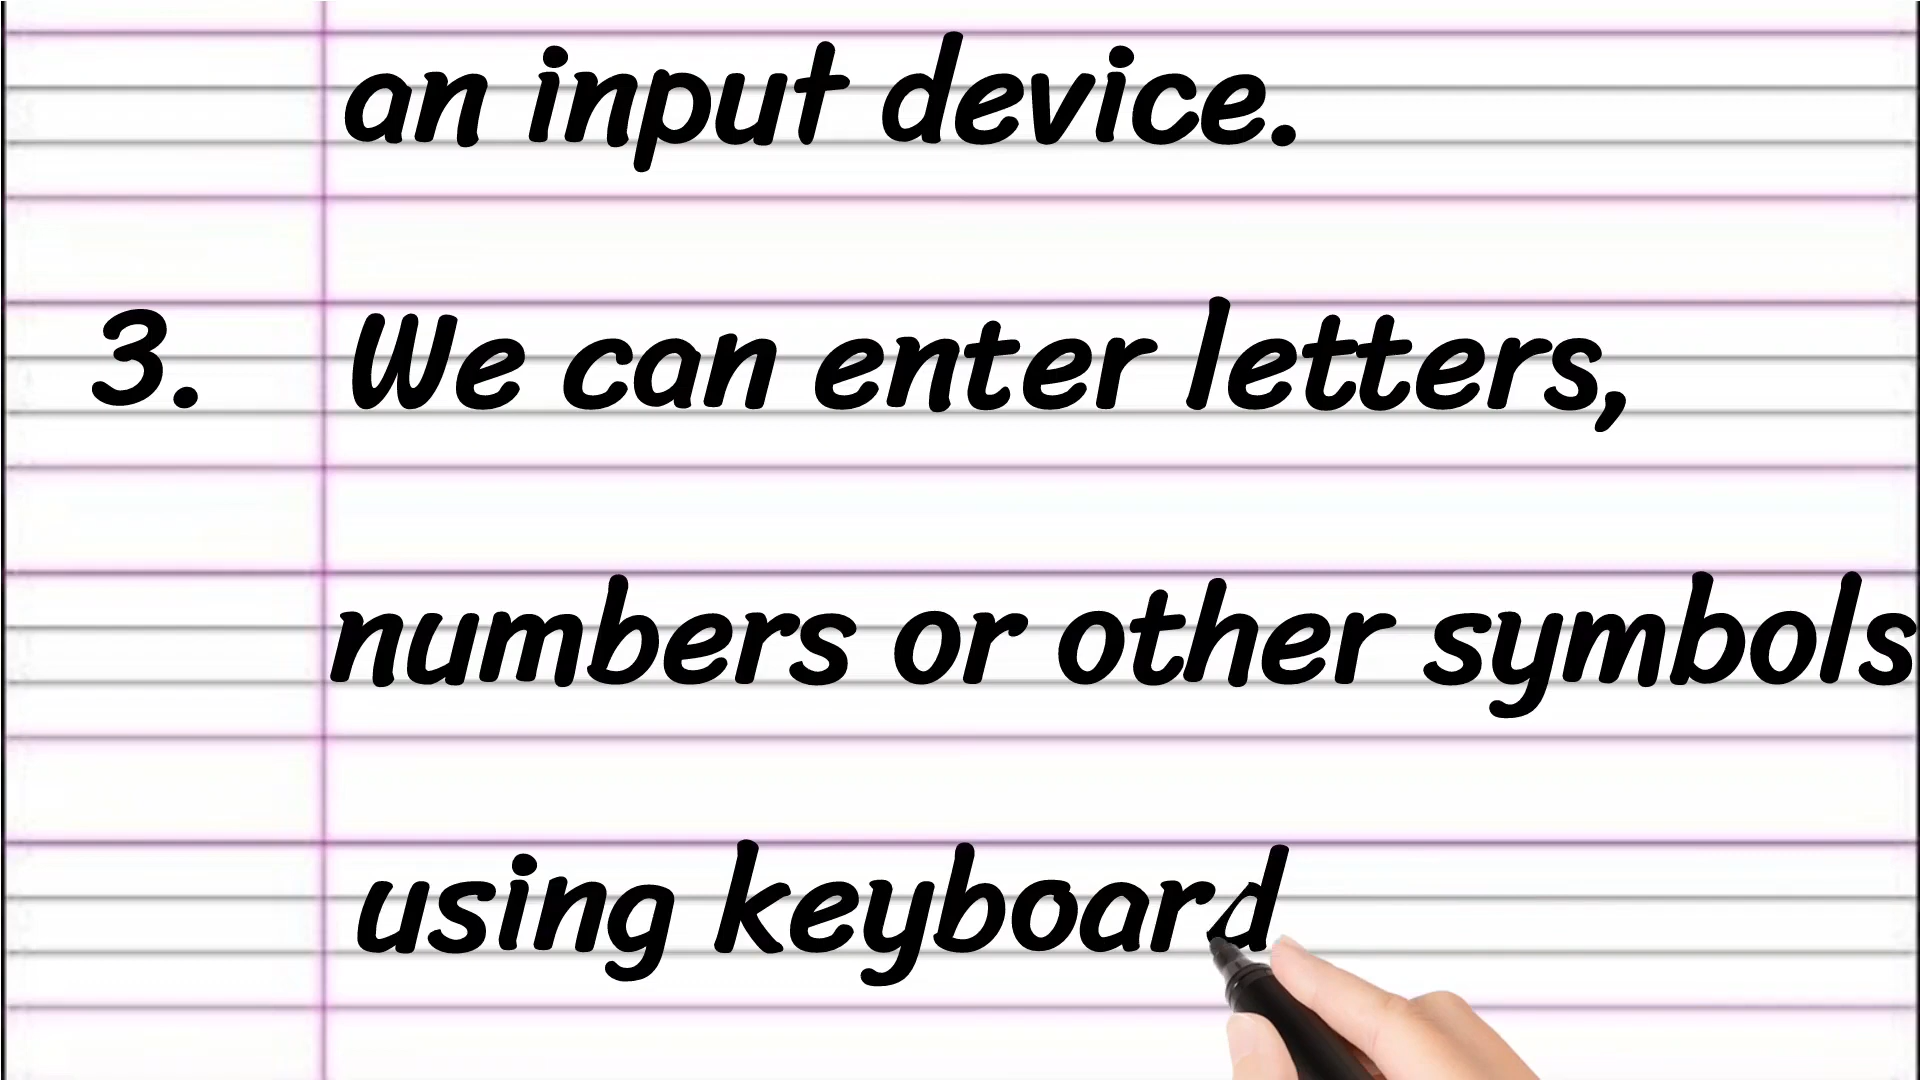 an input device.
3. We can enter letters,
numbers or other symbols
using keyboard